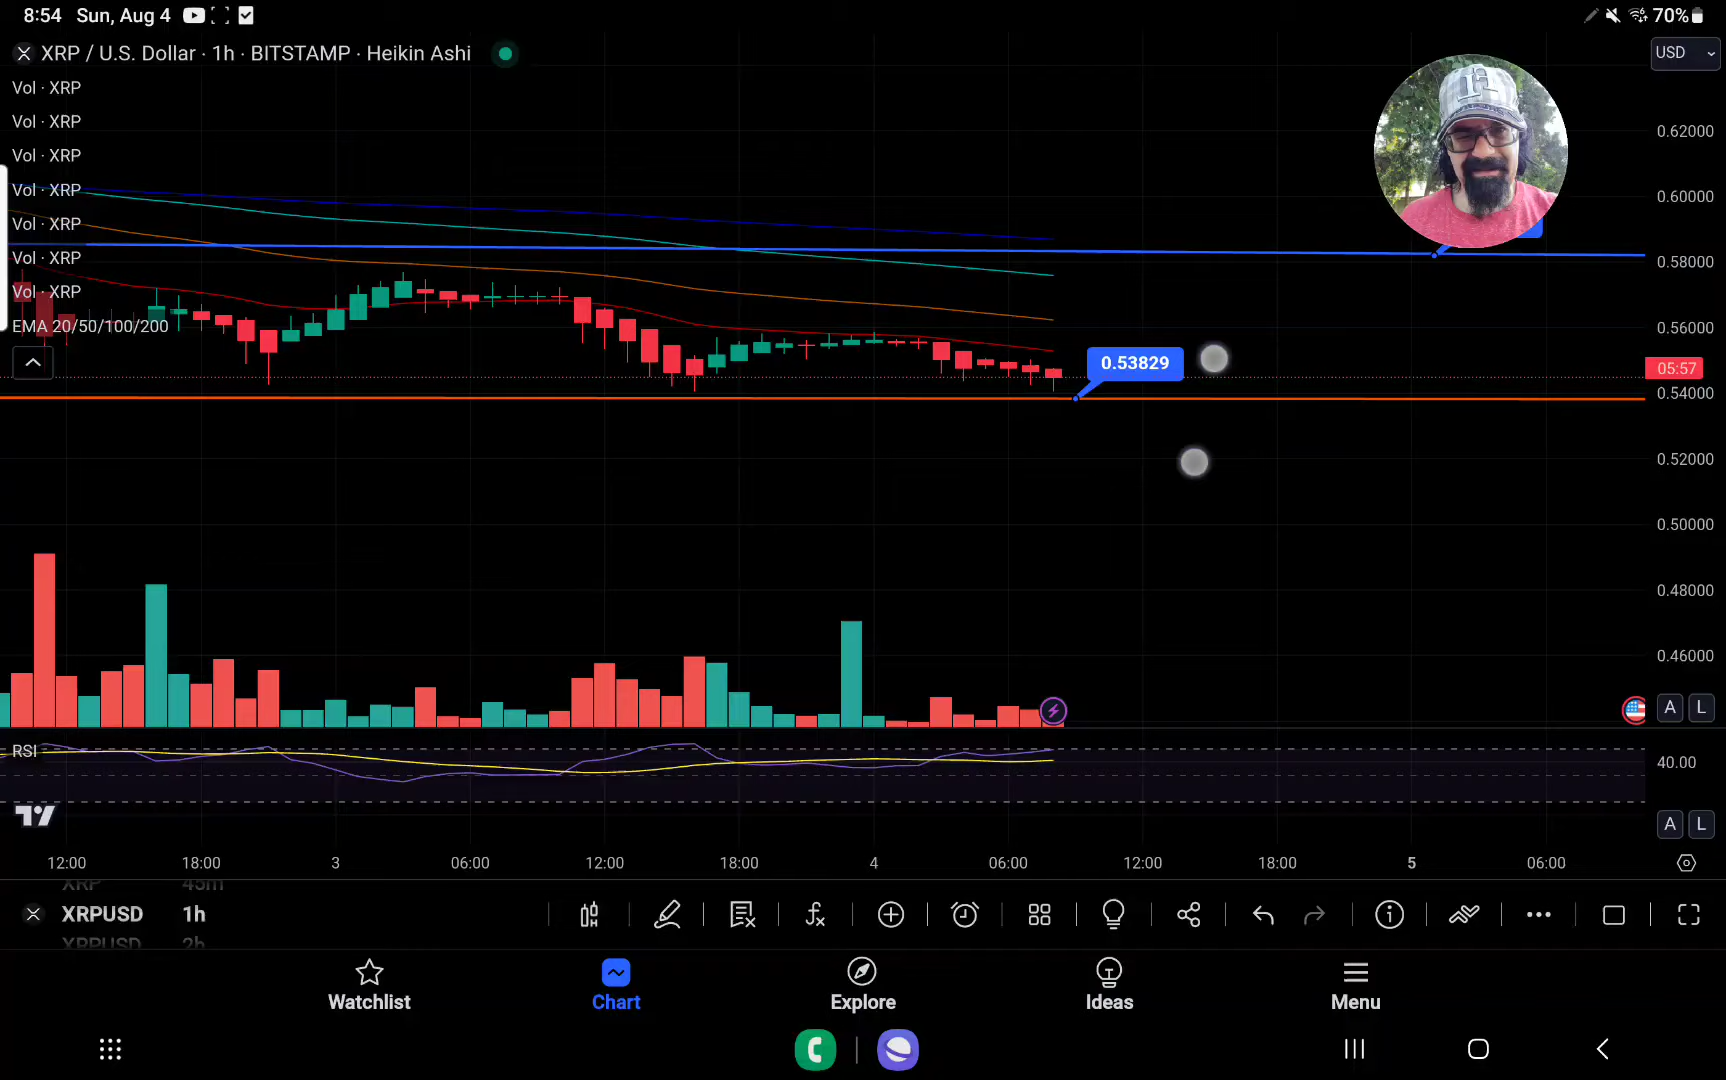 8:54 Sun, Aug 4 70%
XRP / U.S. Dollar · 1h · BITSTAMP · Heikin Ashi
USD
Vol · XRP
Vol · XRP
Vol · XRP
Vol · XRP
Vol · XRP
Vol · XRP
Vol · XRP
EMA 20/50/100/200
0.62000
0.60000
0.58000
0.56000
0.53829
05:57
0.54000
0.52000
0.50000
0.48000
0.46000
A L
RSI
40.00
A L
12:00 18:00 3 06:00 12:00 18:00 4 06:00 12:00 18:00 5 06:00
XRP 45m
XRPUSD 1h
XRPUSD 2h
Watchlist Chart Explore Ideas Menu